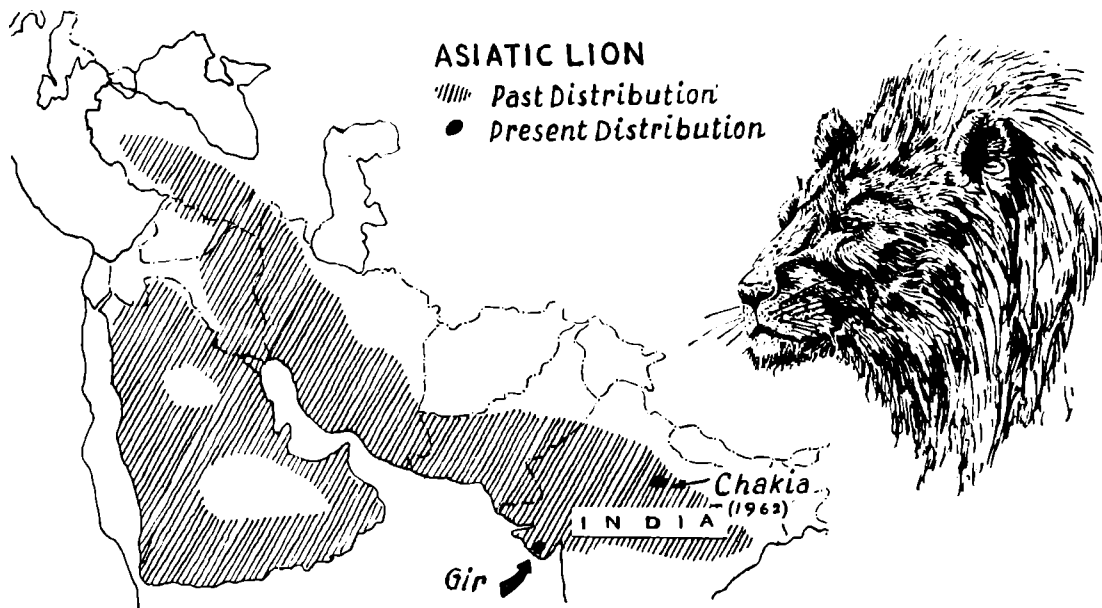 ASIATIC LION
Past Distribution
Present Distribution
Chakia
(1962)
INDIA
Gir